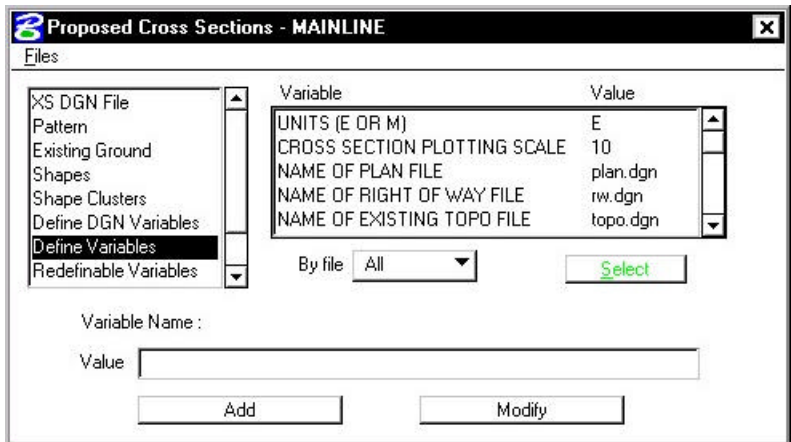 Proposed Cross Sections - MAINLINE
Files
XS DGN File
Pattern
Existing Ground
Shapes
Shape Clusters
Define DGN Variables
Define Variables
Redefinable Variables
Variable Value
UNITS (E OR M) E
CROSS SECTION PLOTTING SCALE 10
NAME OF PLAN FILE plan.dgn
NAME OF RIGHT OF WAY FILE rw.dgn
NAME OF EXISTING TOPO FILE topo.dgn
By file All Select
Variable Name :
Value
Add Modify